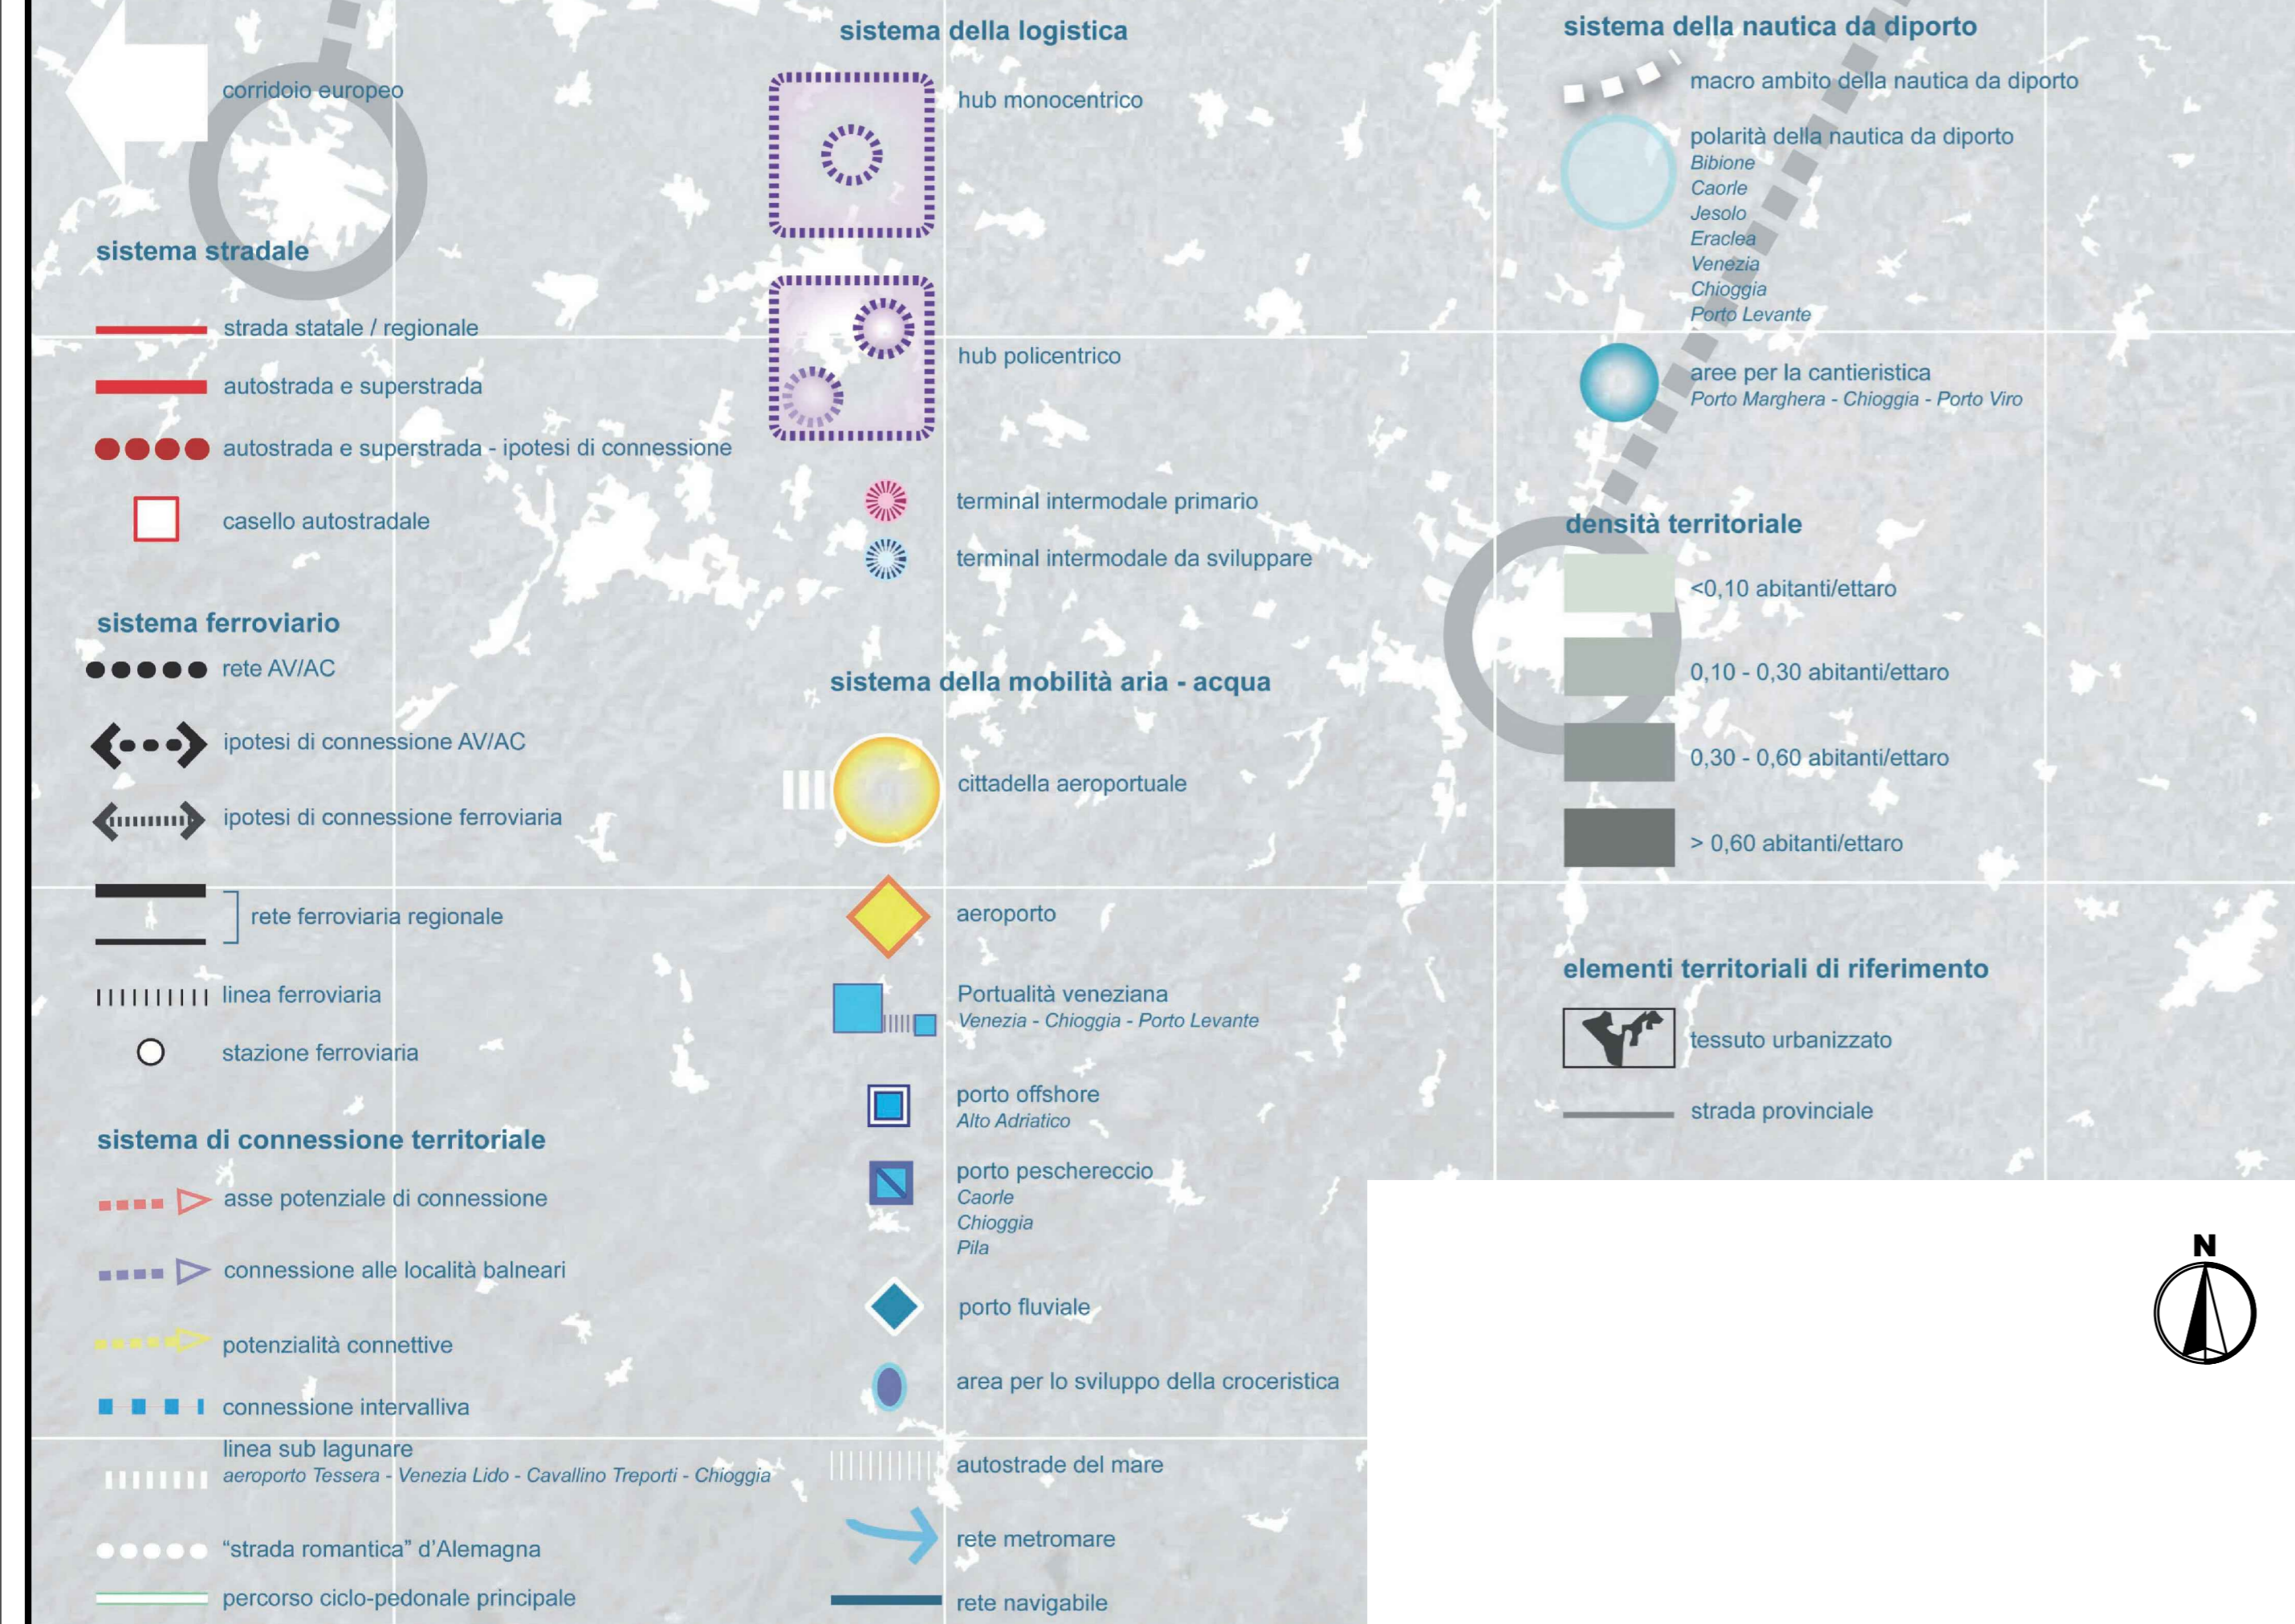 corridoio europeo
sistema stradale
strada statale / regionale
autostrada e superstrada
autostrada e superstrada - ipotesi di connessione
casello autostradale
sistema ferroviario
rete AV/AC
ipotesi di connessione AV/AC
ipotesi di connessione ferroviaria
rete ferroviaria regionale
linea ferroviaria
stazione ferroviaria
sistema di connessione territoriale
asse potenziale di connessione
connessione alle località balneari
potenzialità connettive
connessione intervalliva
linea sub lagunare
aeroporto Tessera - Venezia Lido - Cavallino Treporti - Chioggia
“strada romantica” d’Alemagna
percorso ciclo-pedonale principale
sistema della logistica
hub monocentrico
hub policentrico
terminal intermodale primario
terminal intermodale da sviluppare
sistema della mobilità aria - acqua
cittadella aeroportuale
aeroporto
Portualità veneziana
Venezia - Chioggia - Porto Levante
porto offshore
Alto Adriatico
porto peschereccio
Caorle
Chioggia
Pila
porto fluviale
area per lo sviluppo della croceristica
autostrade del mare
rete metromare
rete navigabile
sistema della nautica da diporto
macro ambito della nautica da diporto
polarità della nautica da diporto
Bibione
Caorle
Jesolo
Eraclea
Venezia
Chioggia
Porto Levante
aree per la cantieristica
Porto Marghera - Chioggia - Porto Viro
densità territoriale
<0,10 abitanti/ettaro
0,10 - 0,30 abitanti/ettaro
0,30 - 0,60 abitanti/ettaro
> 0,60 abitanti/ettaro
elementi territoriali di riferimento
tessuto urbanizzato
strada provinciale
N